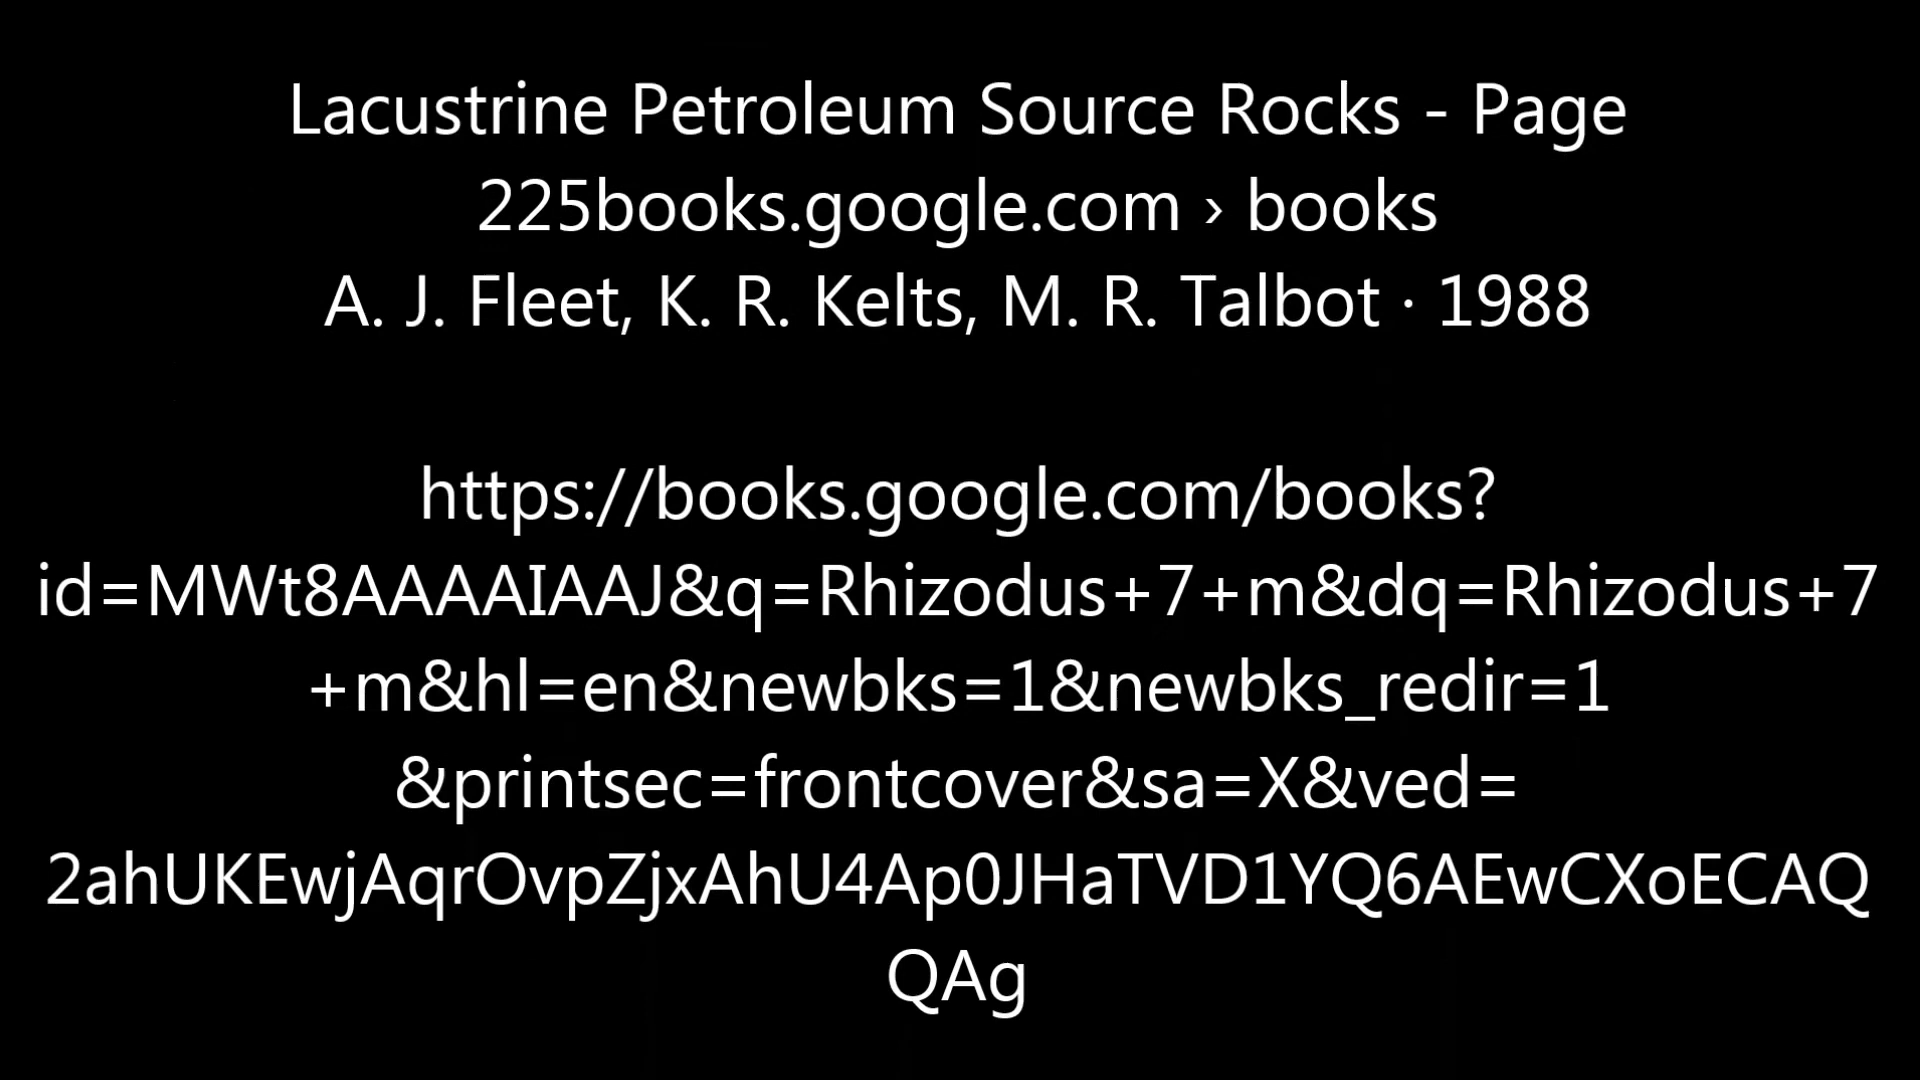 Lacustrine Petroleum Source Rocks - Page
225books.google.com › books
A. J. Fleet, K. R. Kelts, M. R. Talbot · 1988
https://books.google.com/books?
id=MWt8AAAAIAAJ&q=Rhizodus+7+m&dq=Rhizodus+7
+m&hl=en&newbks=1&newbks_redir=1
&printsec=frontcover&sa=X&ved=
2ahUKEwjAqrOvpZjxAhU4Ap0JHaTVD1YQ6AEwCXoECAQ
QAg